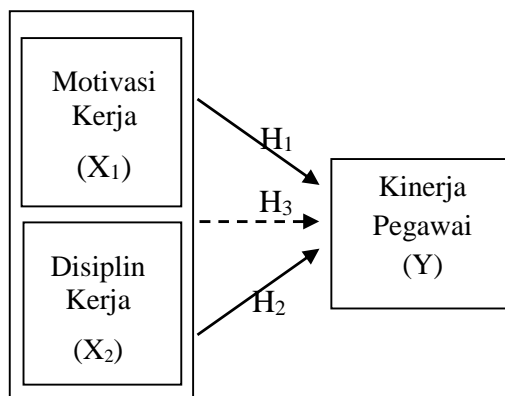 Motivasi
Kerja
(X₁)
H₁
H₃
Kinerja
Pegawai
(Y)
Disiplin
Kerja
(X₂)
H₂